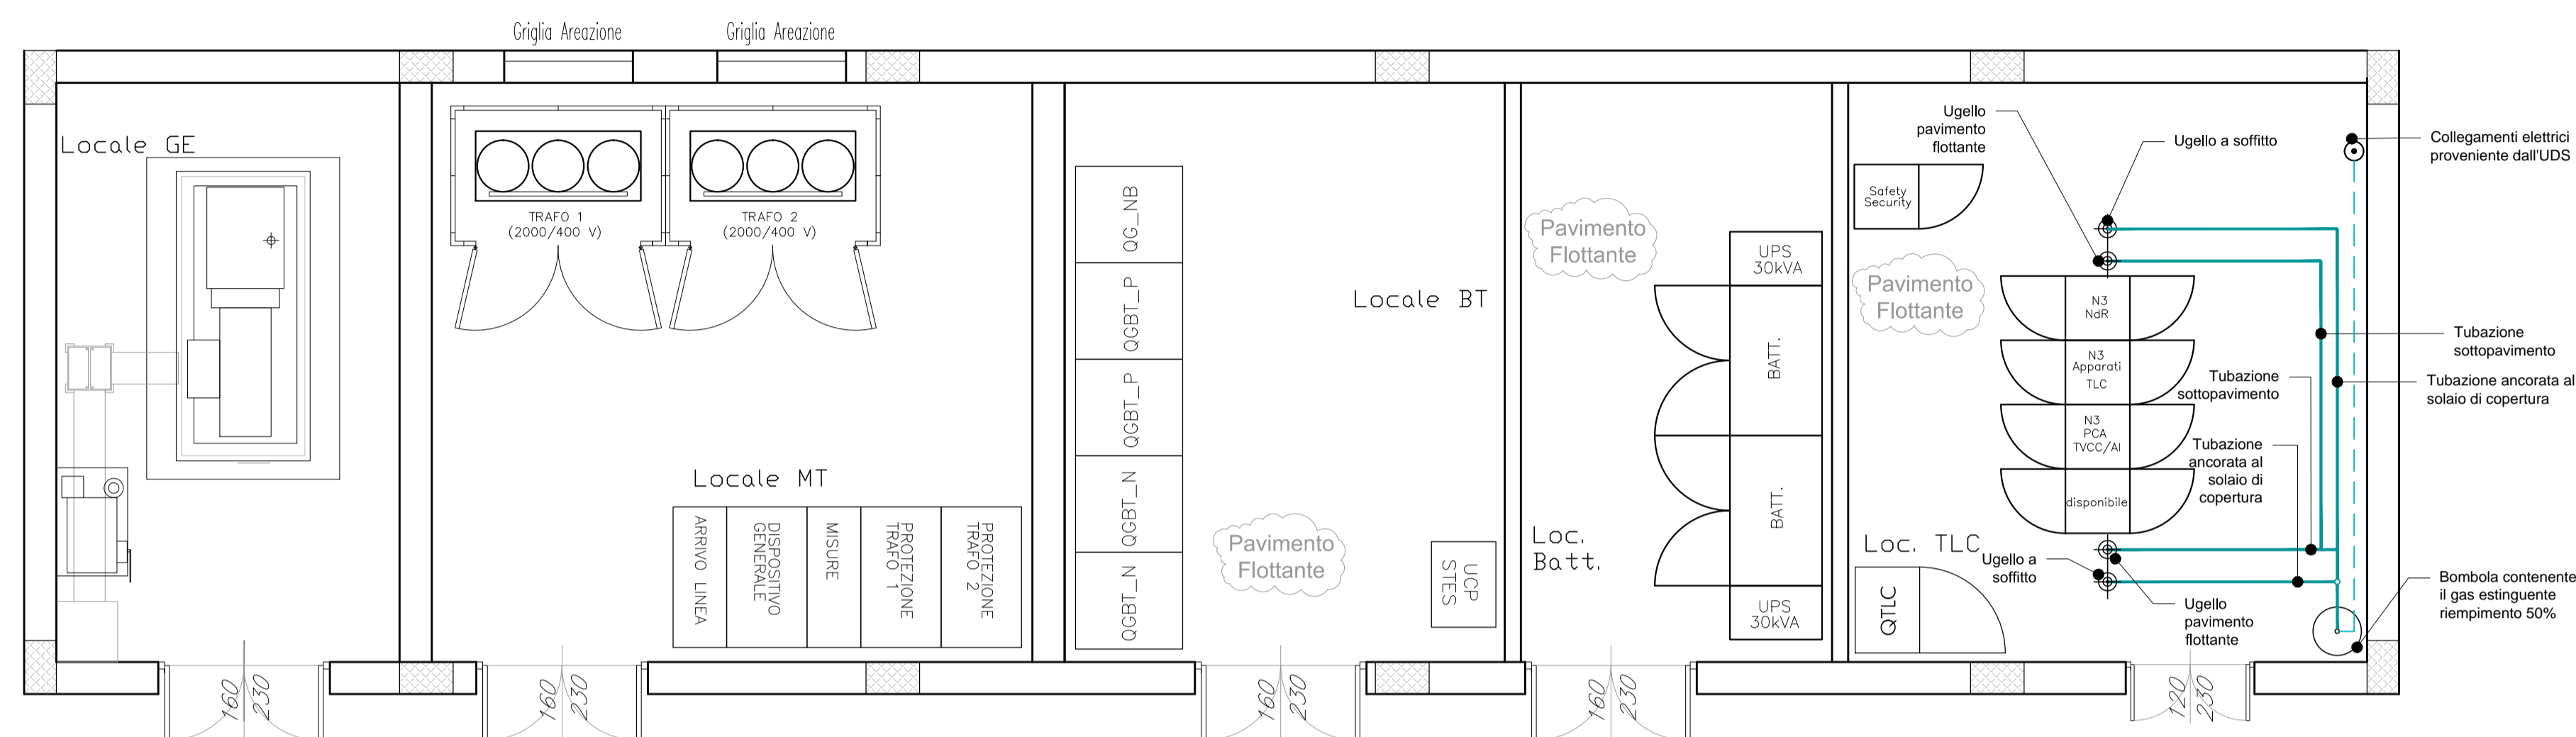 Griglia Areazione
Griglia Areazione
Locale GE
TRAFO 1
(2000/400 V)
TRAFO 2
(2000/400 V)
Locale MT
ARRIVO LINEA
DISPOSITIVO
GENERALE
MISURE
PROTEZIONE
TRAFO 1
PROTEZIONE
TRAFO 2
QG_NB
QGBT_P
QGBT_P
QGBT_N
QGBT_N
Locale BT
Pavimento
Flottante
UCP
STES
Pavimento
Flottante
UPS
30kVA
BATT.
BATT.
UPS
30kVA
Loc.
Batt.
Safety
Security
Pavimento
Flottante
Loc. TLC
QTLC
N3
NdR
N3
Apparati
TLC
N3
PCA
TVCC/AI
disponibile
Ugello
pavimento
flottante
Ugello a soffitto
Collegamenti elettrici
proveniente dall'UDS
Tubazione
sottopavimento
Tubazione ancorata al
solaio di copertura
Tubazione
sottopavimento
Tubazione
ancorata al
solaio di
copertura
Ugello a
soffitto
Ugello
pavimento
flottante
Bombola contenente
il gas estinguente
riempimento 50%
160
230
160
230
160
230
160
230
120
230